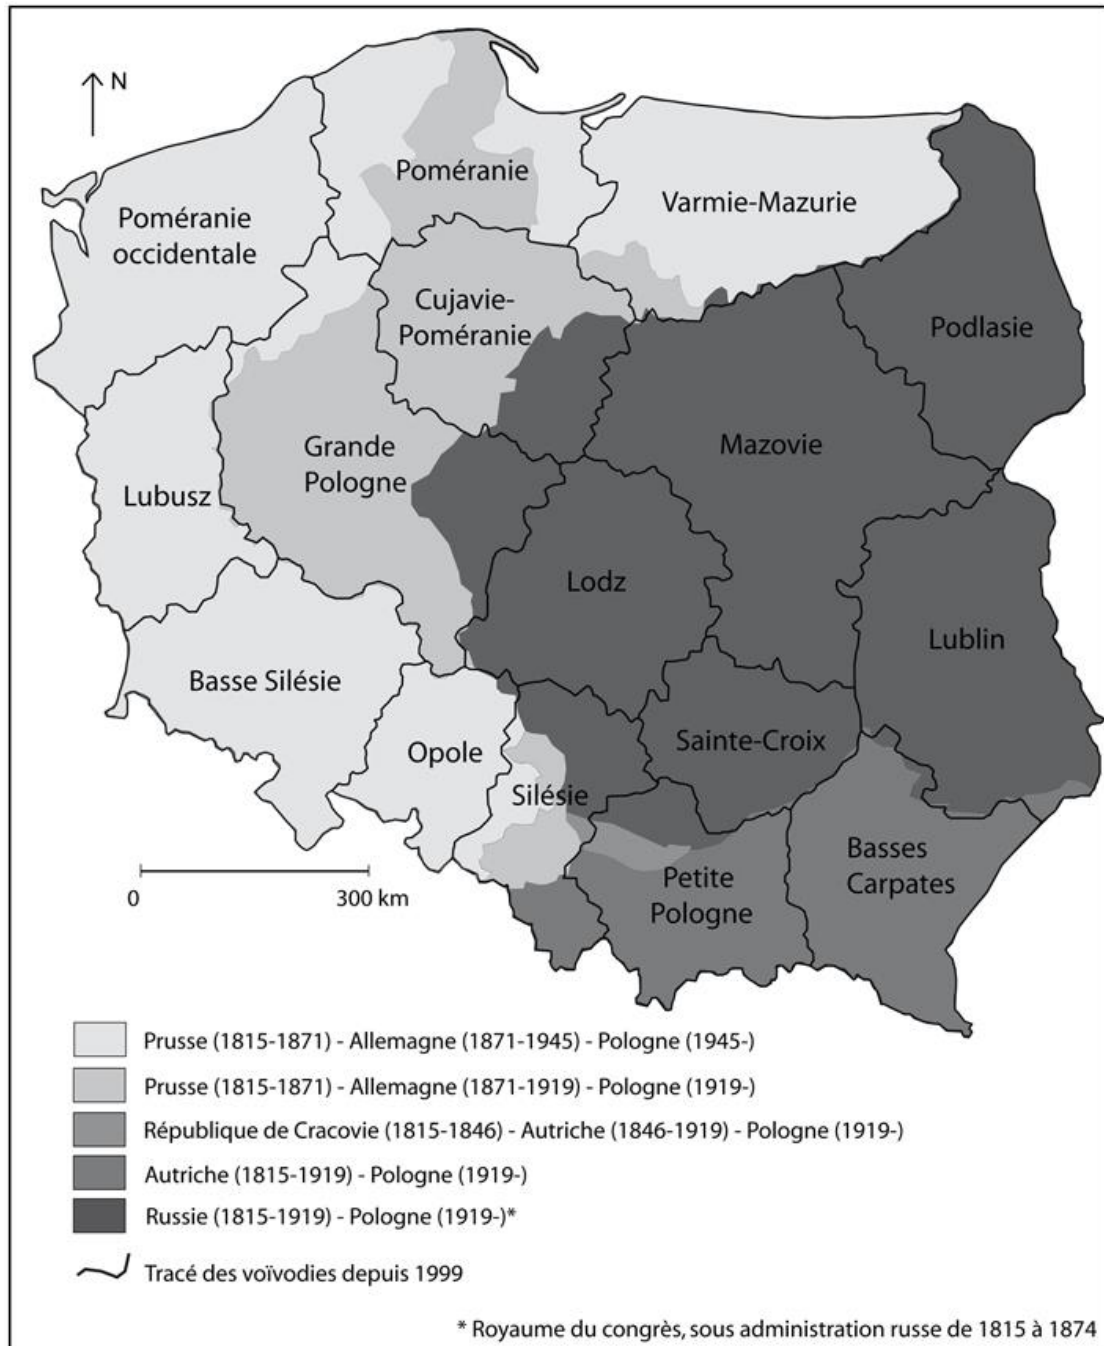 N
Poméranie
Varmie-Mazurie
Poméranie
occidentale
Cujavie-
Poméranie
Podlasie
Grande
Pologne
Mazovie
Lubusz
Lodz
Lublin
Basse Silésie
Opole
Sainte-Croix
Silésie
Basses
Carpates
Petite
Pologne
0 300 km
Prusse (1815-1871) - Allemagne (1871-1945) - Pologne (1945-)
Prusse (1815-1871) - Allemagne (1871-1919) - Pologne (1919-)
République de Cracovie (1815-1846) - Autriche (1846-1919) - Pologne (1919-)
Autriche (1815-1919) - Pologne (1919-)
Russie (1815-1919) - Pologne (1919-)*
Tracé des voïvodies depuis 1999
* Royaume du congrès, sous administration russe de 1815 à 1874